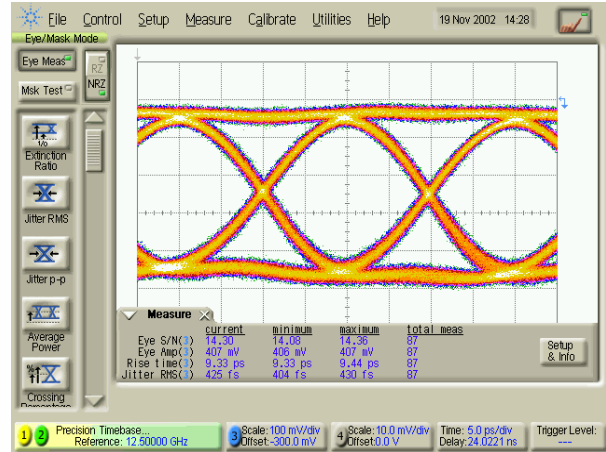 File Control Setup Measure Calibrate Utilities Help 19 Nov 2002 14:28
Eye/Mask Mode
Eye Meas
RZ
NRZ
Msk Test
1/0
Extinction
Ratio
Jitter RMS
Jitter p-p
Average
Power
%
Crossing
Percentage
Measure
current minimum maximum total meas
Eye S/N(3) 14.30 14.08 14.36 87
Eye Amp(3) 407 mV 406 mV 407 mV 87
Rise time(3) 9.33 ps 9.33 ps 9.44 ps 87
Jitter RMS(3) 425 fs 404 fs 430 fs 87
Setup
& Info
1 2 Precision Timebase...
Reference: 12.50000 GHz
3 Scale:100 mV/div
Offset:-300.0 mV
4 Scale:10.0 mV/div
Offset:0.0 V
Time: 5.0 ps/div
Delay:24.0221 ns
Trigger Level:
---